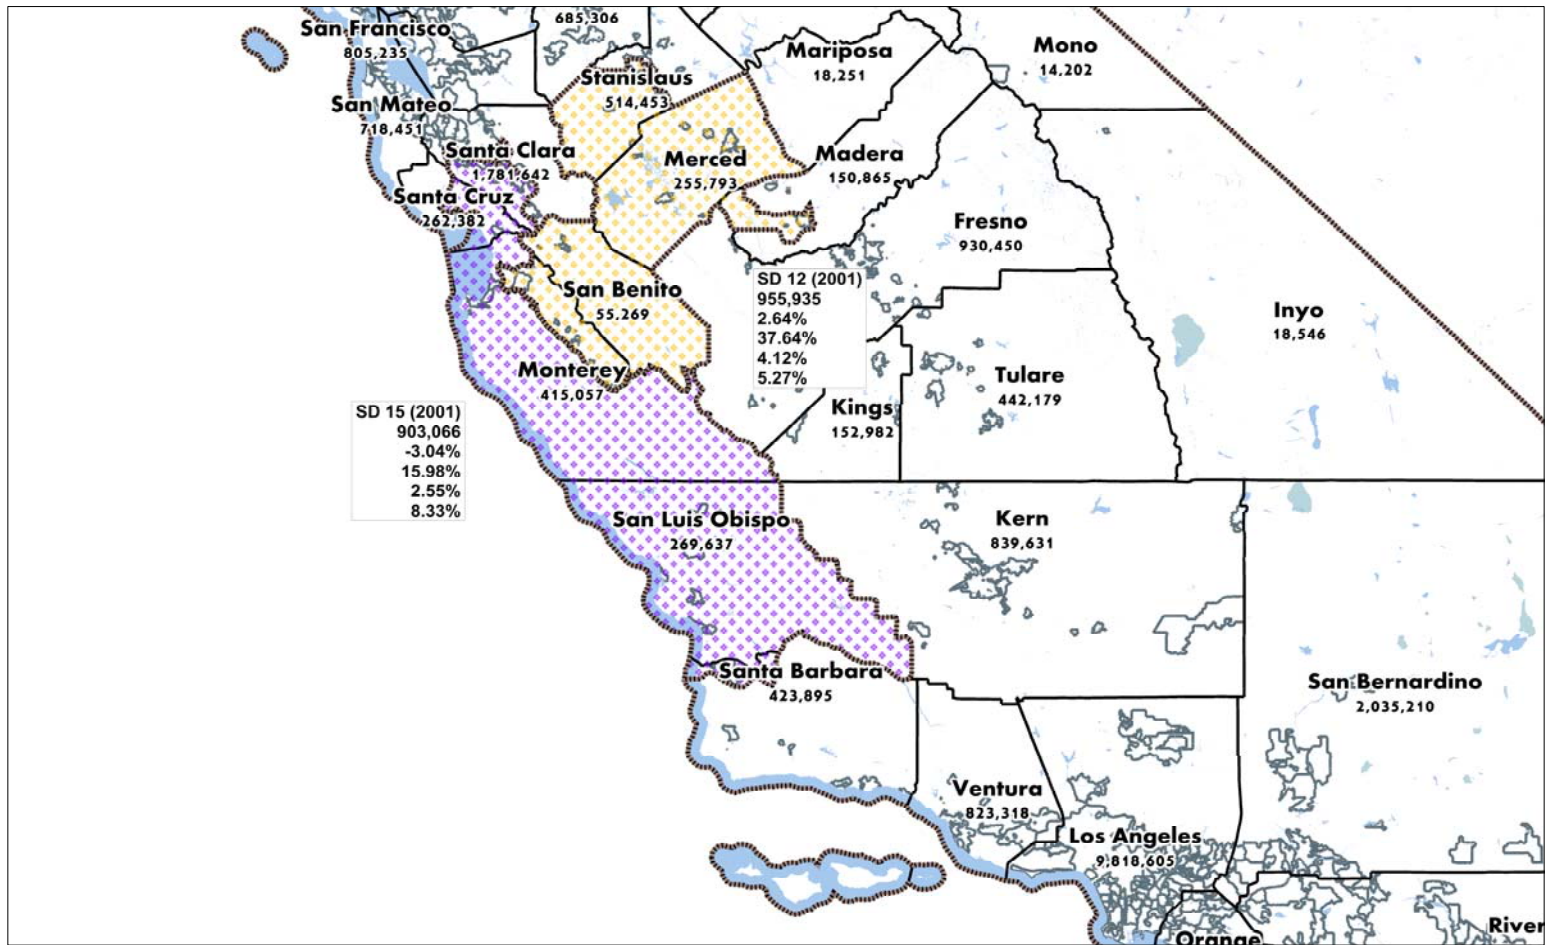 685,306
San Francisco
805,235
Mariposa
18,251
Mono
14,202
Stanislaus
514,453
San Mateo
718,451
Santa Clara
1,781,642
Merced
255,793
Madera
150,865
Santa Cruz
262,382
Fresno
930,450
SD 12 (2001)
955,935
2.64%
37.64%
4.12%
5.27%
San Benito
55,269
Inyo
18,546
Monterey
415,057
Tulare
442,179
Kings
152,982
SD 15 (2001)
903,066
-3.04%
15.98%
2.55%
8.33%
San Luis Obispo
269,637
Kern
839,631
Santa Barbara
423,895
San Bernardino
2,035,210
Ventura
823,318
Los Angeles
9,818,605
River
Orange